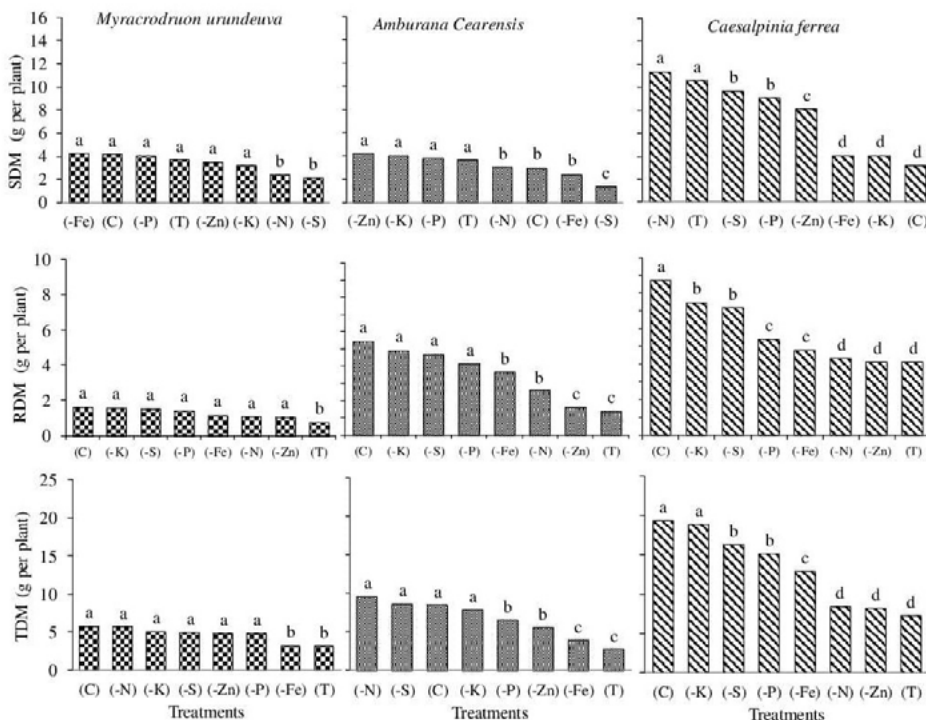 Myracrodruon urundeuva
Amburana Cearensis
Caesalpinia ferrea
SDM (g per plant)
16
14
12
10
8
6
4
2
0
a a a a a a b b
(-Fe) (C) (-P) (T) (-Zn) (-K) (-N) (-S)
a a a a b b b c
(-Zn) (-K) (-P) (T) (-N) (C) (-Fe) (-S)
a a b b c d d c
(-N) (T) (-S) (-P) (-Zn) (-Fe) (-K) (C)
RDM (g per plant)
10
8
6
4
2
0
a a a a a a a b
(C) (-K) (-S) (-P) (-Fe) (-N) (-Zn) (T)
a a a a b b c c
(C) (-K) (-S) (-P) (-Fe) (-N) (-Zn) (T)
a b b c c d d d
(C) (-K) (-S) (-P) (-Fe) (-N) (-Zn) (T)
TDM (g per plant)
25
20
15
10
5
0
a a a a a a b b
(C) (-N) (-K) (-S) (-Zn) (-P) (-Fe) (T)
Treatments
a a a a b b c c
(-N) (-S) (C) (-K) (-P) (-Zn) (-Fe) (T)
Treatments
a a b b c d d d
(C) (-K) (-S) (-P) (-Fe) (-N) (-Zn) (T)
Treatments